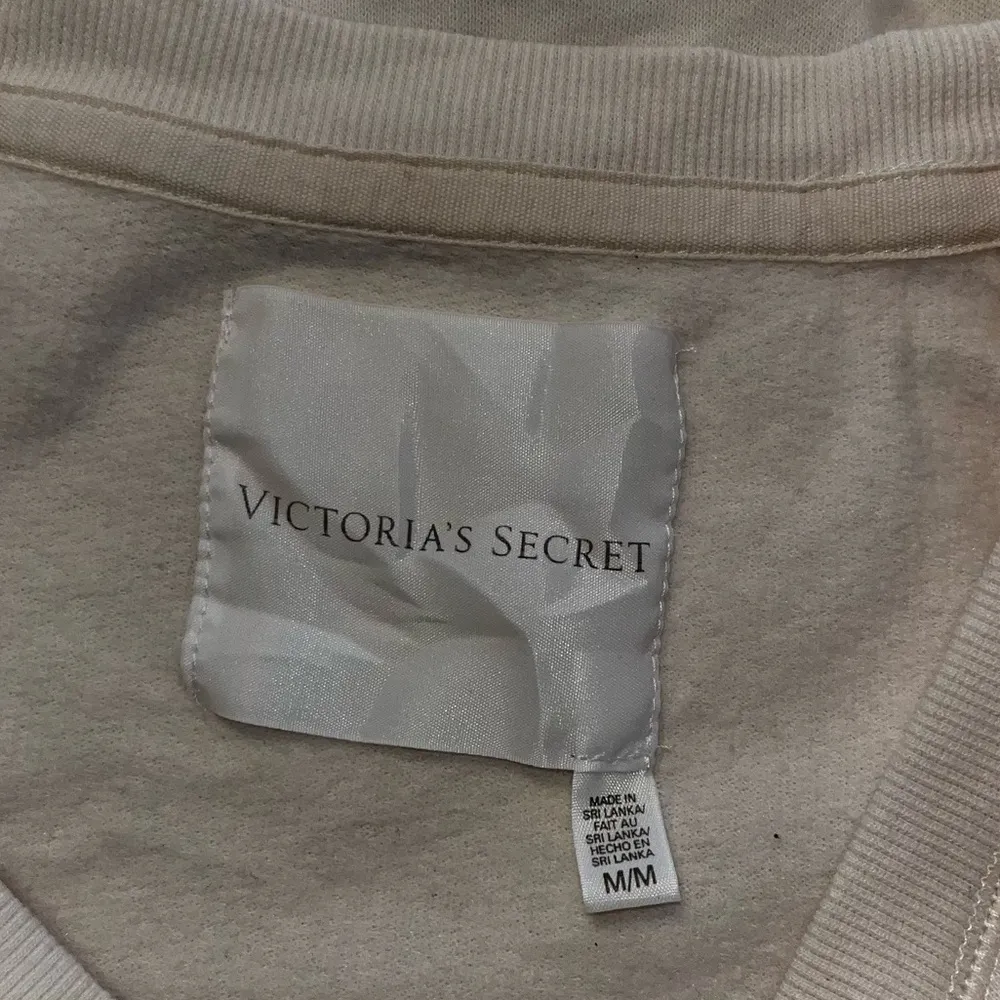 VICTORIA'S SECRET
MADE IN
SRI LANKA/
FAIT AU
SRI LANKA/
HECHO EN
SRI LANKA
M/M